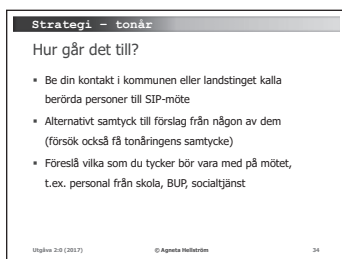 Strategi – tonår
Hur går det till?
▪ Be din kontakt i kommunen eller landstinget kalla
berörda personer till SIP-möte
▪ Alternativt samtyck till förslag från någon av dem
(försök också få tonåringens samtycke)
▪ Föreslå vilka som du tycker bör vara med på mötet,
t.ex. personal från skola, BUP, socialtjänst
Utgåva 2:0 (2017) © Agneta Hellström 34